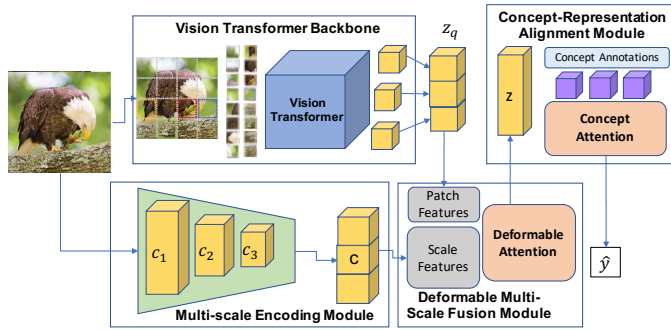 Vision Transformer Backbone
Vision
Transformer
z_q
Concept-Representation
Alignment Module
Z
Concept Annotations
Concept
Attention
ŷ
c_1
c_2
c_3
C
Multi-scale Encoding Module
Patch
Features
Scale
Features
Deformable
Attention
Deformable Multi-
Scale Fusion Module